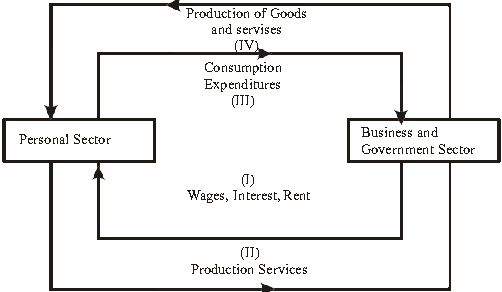 Production of Goods
and servises
(IV)
Consumption
Expenditures
(III)
Personal Sector
Business and
Government Sector
(I)
Wages, Interest, Rent
(II)
Production Services